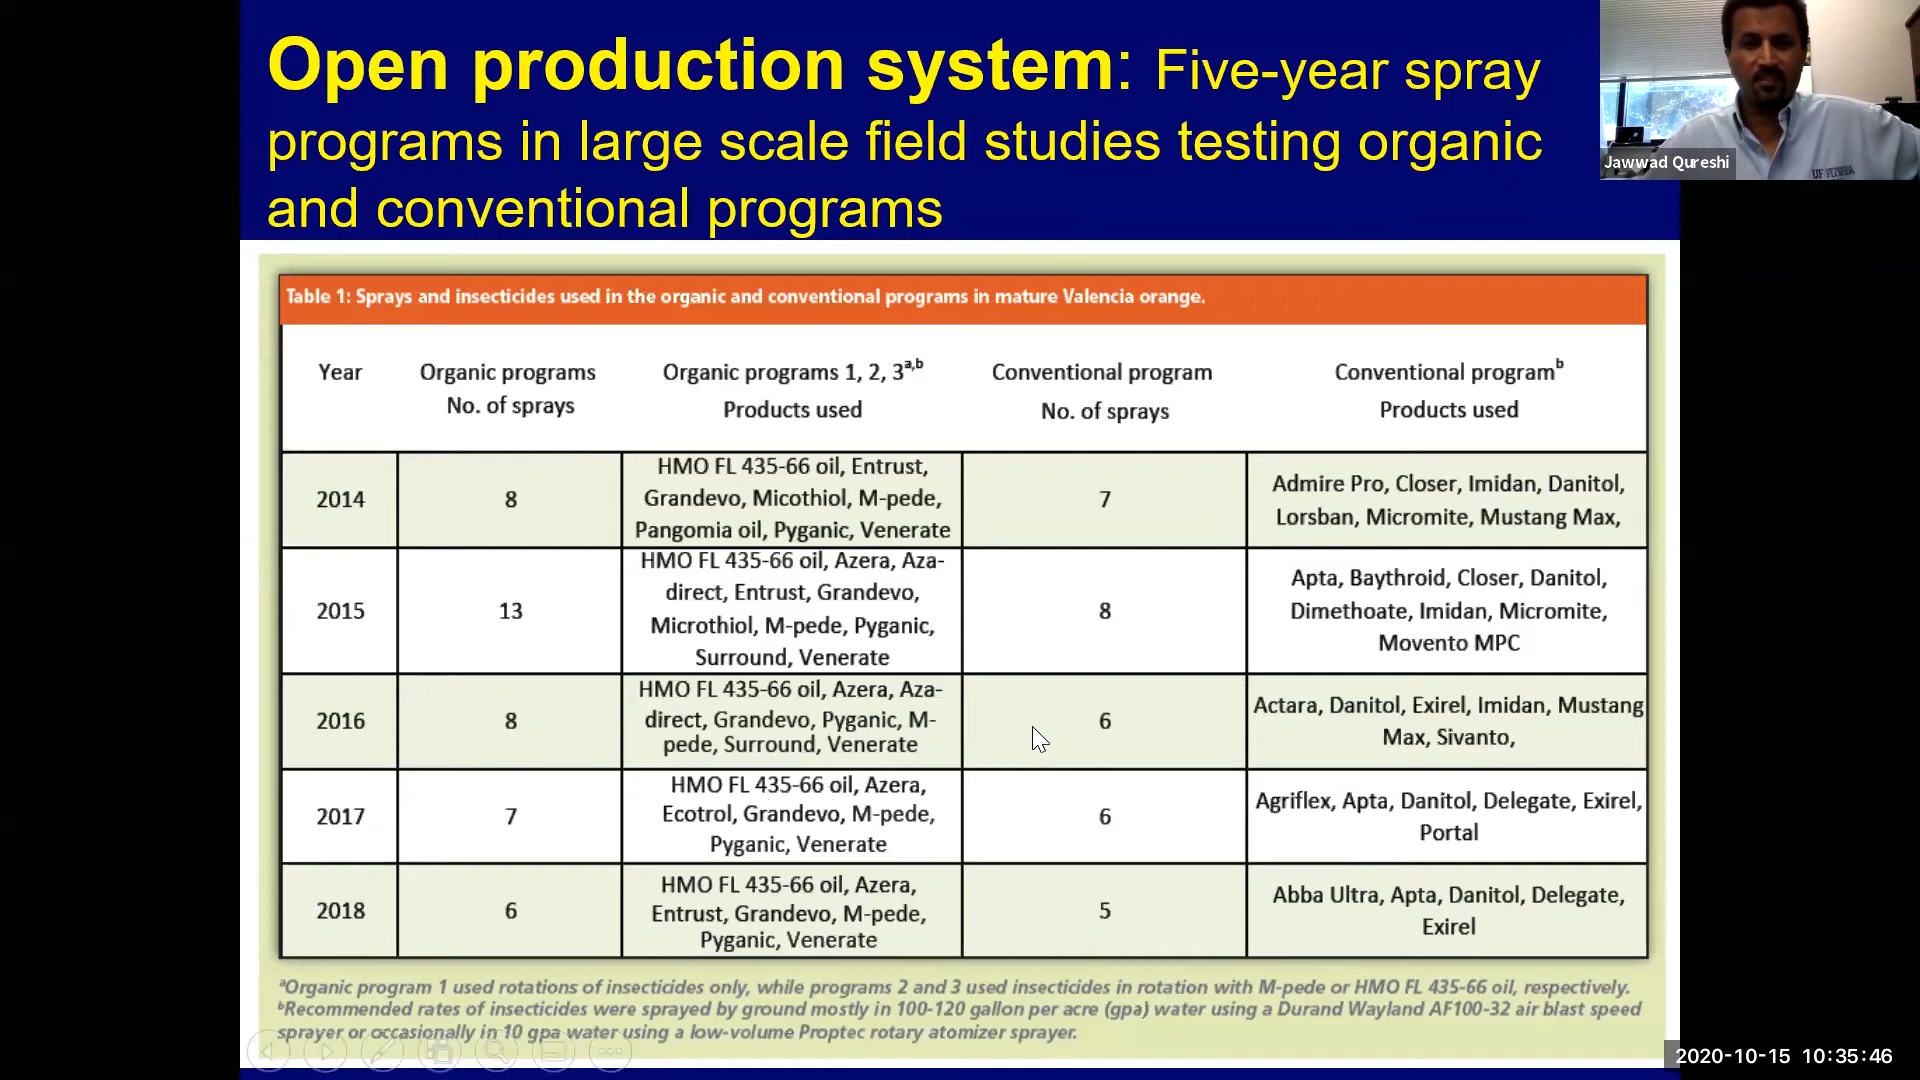 Open production system: Five-year spray
programs in large scale field studies testing organic
and conventional programs
Jawwad Qureshi
UF FLORIDA
Table 1: Sprays and insecticides used in the organic and conventional programs in mature Valencia orange.
Year
Organic programs
No. of sprays
Organic programs 1, 2, 3a,b
Products used
Conventional program
No. of sprays
Conventional programb
Products used
2014
8
HMO FL 435-66 oil, Entrust,
Grandevo, Micothiol, M-pede,
Pangomia oil, Pyganic, Venerate
7
Admire Pro, Closer, Imidan, Danitol,
Lorsban, Micromite, Mustang Max,
2015
13
HMO FL 435-66 oil, Azera, Aza-
direct, Entrust, Grandevo,
Microthiol, M-pede, Pyganic,
Surround, Venerate
8
Apta, Baythroid, Closer, Danitol,
Dimethoate, Imidan, Micromite,
Movento MPC
2016
8
HMO FL 435-66 oil, Azera, Aza-
direct, Grandevo, Pyganic, M-
pede, Surround, Venerate
6
Actara, Danitol, Exirel, Imidan, Mustang
Max, Sivanto,
2017
7
HMO FL 435-66 oil, Azera,
Ecotrol, Grandevo, M-pede,
Pyganic, Venerate
6
Agriflex, Apta, Danitol, Delegate, Exirel,
Portal
2018
6
HMO FL 435-66 oil, Azera,
Entrust, Grandevo, M-pede,
Pyganic, Venerate
5
Abba Ultra, Apta, Danitol, Delegate,
Exirel
aOrganic program 1 used rotations of insecticides only, while programs 2 and 3 used insecticides in rotation with M-pede or HMO FL 435-66 oil, respectively.
bRecommended rates of insecticides were sprayed by ground mostly in 100-120 gallon per acre (gpa) water using a Durand Wayland AF100-32 air blast speed
sprayer or occasionally in 10 gpa water using a low-volume Proptec rotary atomizer sprayer.
2020-10-15 10:35:46